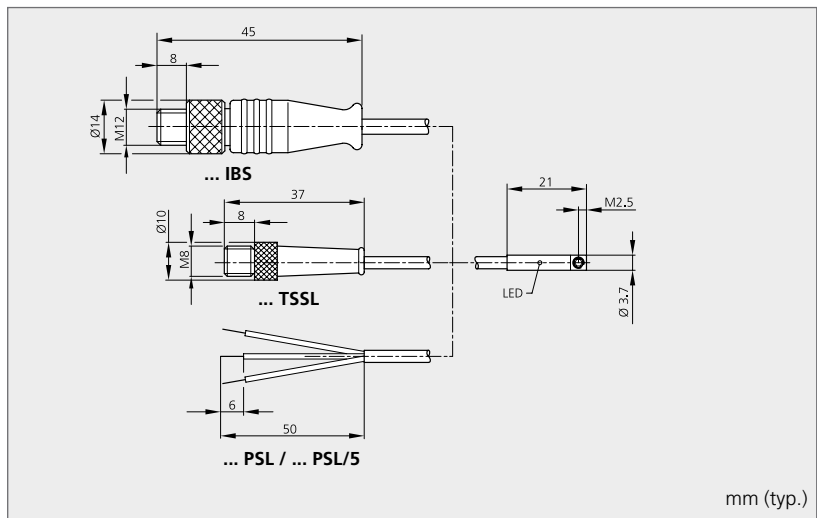 45
8
Ø14
M12
... IBS
37
8
Ø10
M8
... TSSL
21
M2.5
LED
Ø 3.7
6
50
... PSL / ... PSL/5
mm (typ.)